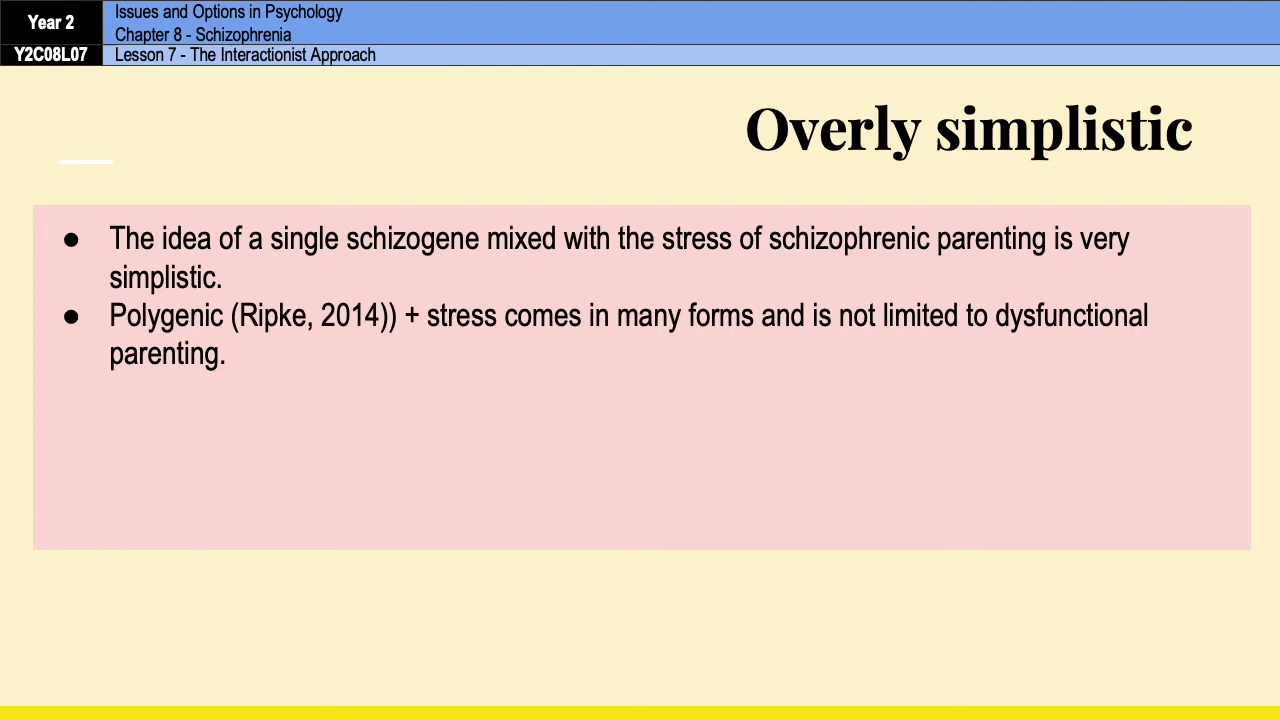 Year 2
Issues and Options in Psychology
Chapter 8 - Schizophrenia
Y2C08L07
Lesson 7 - The Interactionist Approach
Overly simplistic
● The idea of a single schizogene mixed with the stress of schizophrenic parenting is very
simplistic.
● Polygenic (Ripke, 2014)) + stress comes in many forms and is not limited to dysfunctional
parenting.